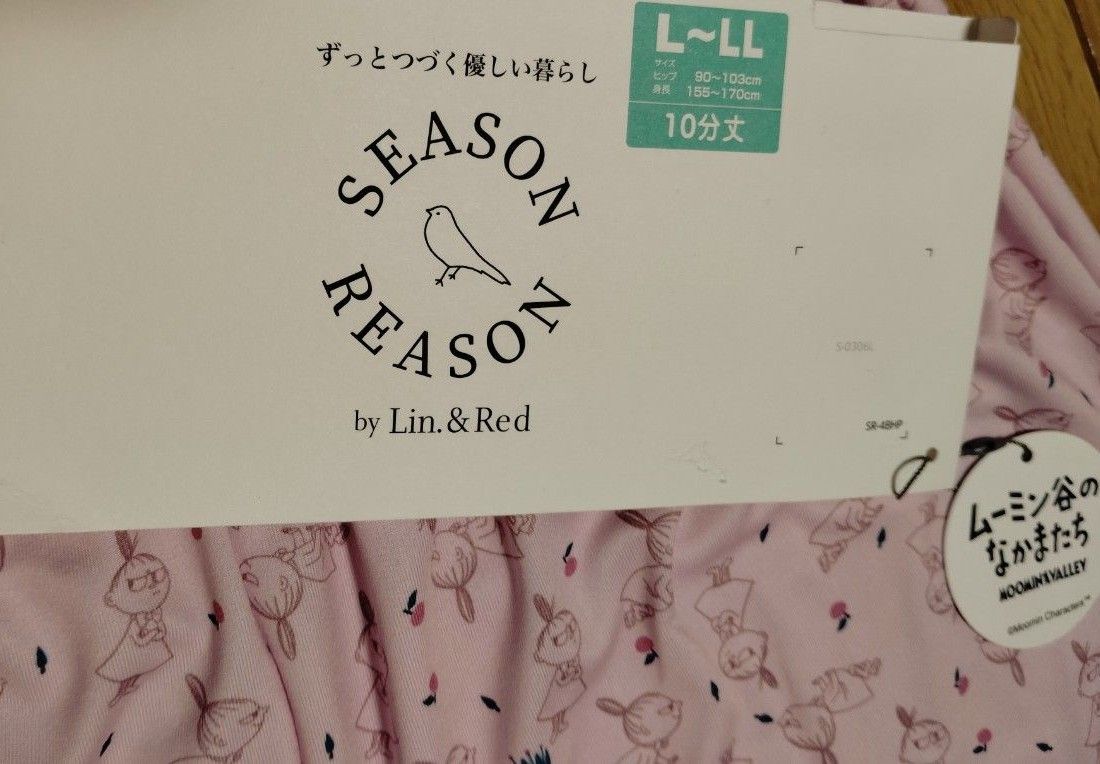 ずっとつづく優しい暮らし
SEASON
REASON
by Lin.&Red
L～LL
サイズ
ヒップ 90～103cm
身長 155～170cm
10分丈
S-0306L
SR-48HP
ムーミン谷の
なかまたち
MOOMINVALLEY
©Moomin Characters™